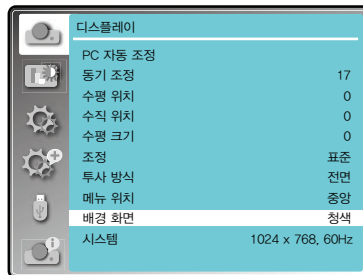 디스플레이
PC 자동 조정
동기 조정 17
수평 위치 0
수직 위치 0
수평 크기 0
조정 표준
투사 방식 전면
메뉴 위치 중앙
배경 화면 청색
시스템 1024 x 768, 60Hz